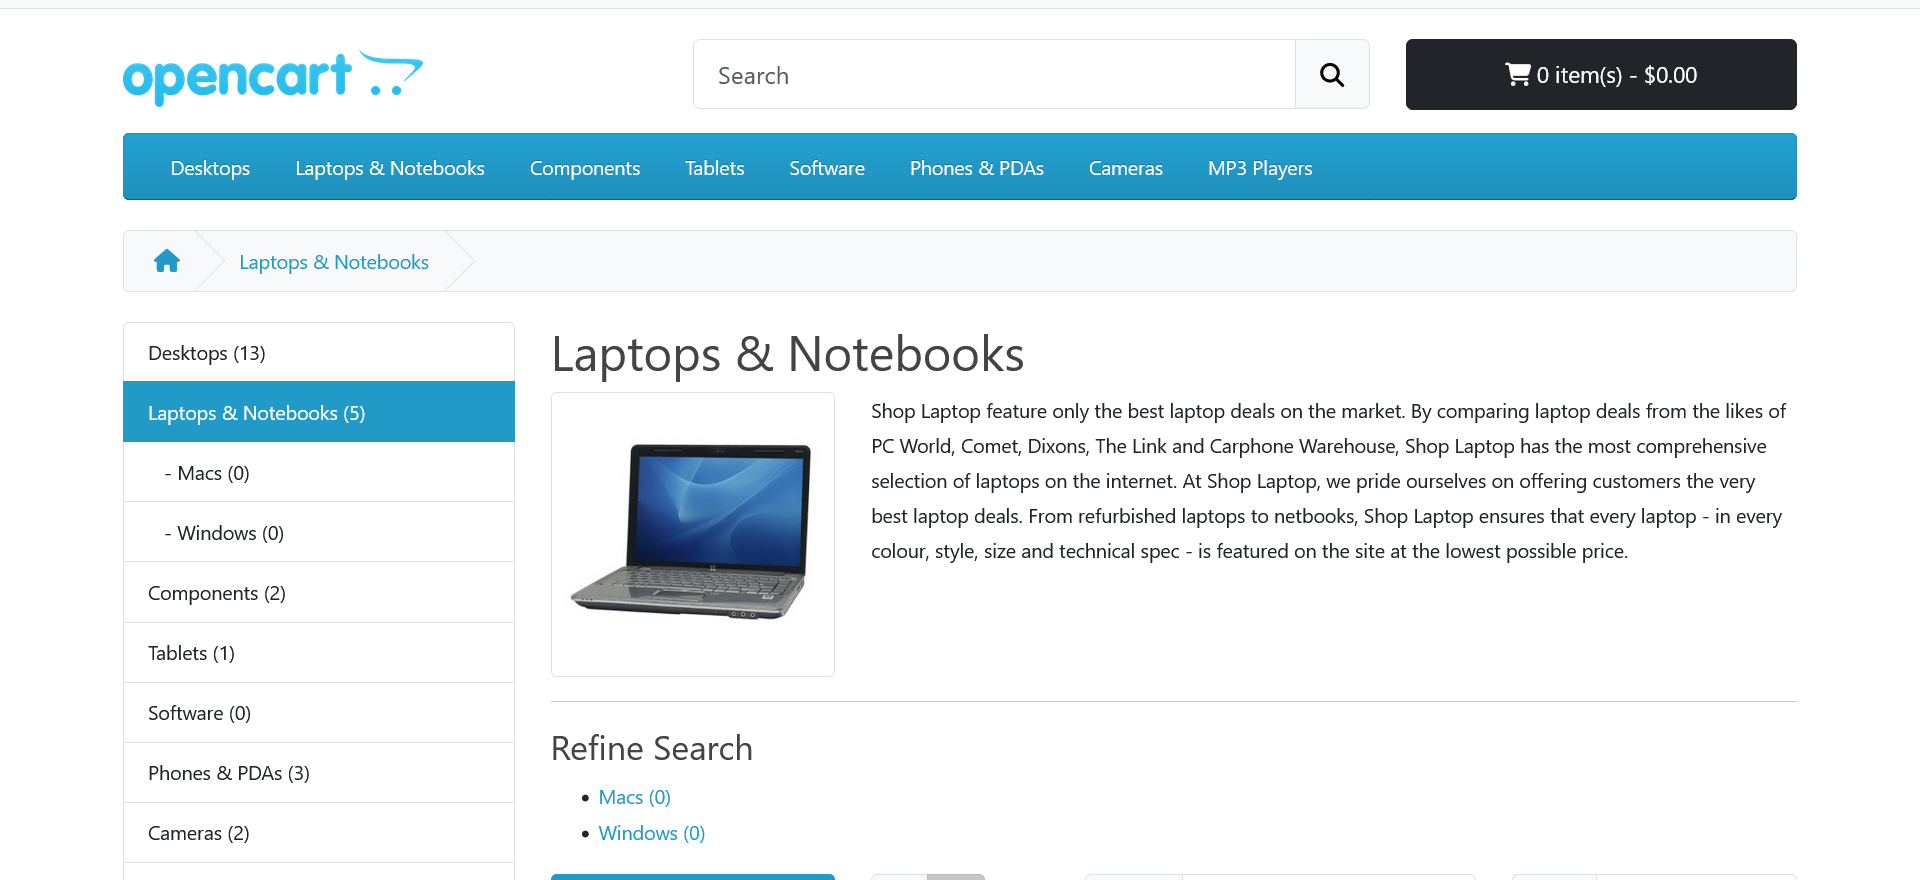 opencart
Search
0 item(s) - $0.00
Desktops
Laptops & Notebooks
Components
Tablets
Software
Phones & PDAs
Cameras
MP3 Players
Laptops & Notebooks
Desktops (13)
Laptops & Notebooks (5)
- Macs (0)
- Windows (0)
Components (2)
Tablets (1)
Software (0)
Phones & PDAs (3)
Cameras (2)
Laptops & Notebooks
Shop Laptop feature only the best laptop deals on the market. By comparing laptop deals from the likes of
PC World, Comet, Dixons, The Link and Carphone Warehouse, Shop Laptop has the most comprehensive
selection of laptops on the internet. At Shop Laptop, we pride ourselves on offering customers the very
best laptop deals. From refurbished laptops to netbooks, Shop Laptop ensures that every laptop - in every
colour, style, size and technical spec - is featured on the site at the lowest possible price.
Refine Search
Macs (0)
Windows (0)